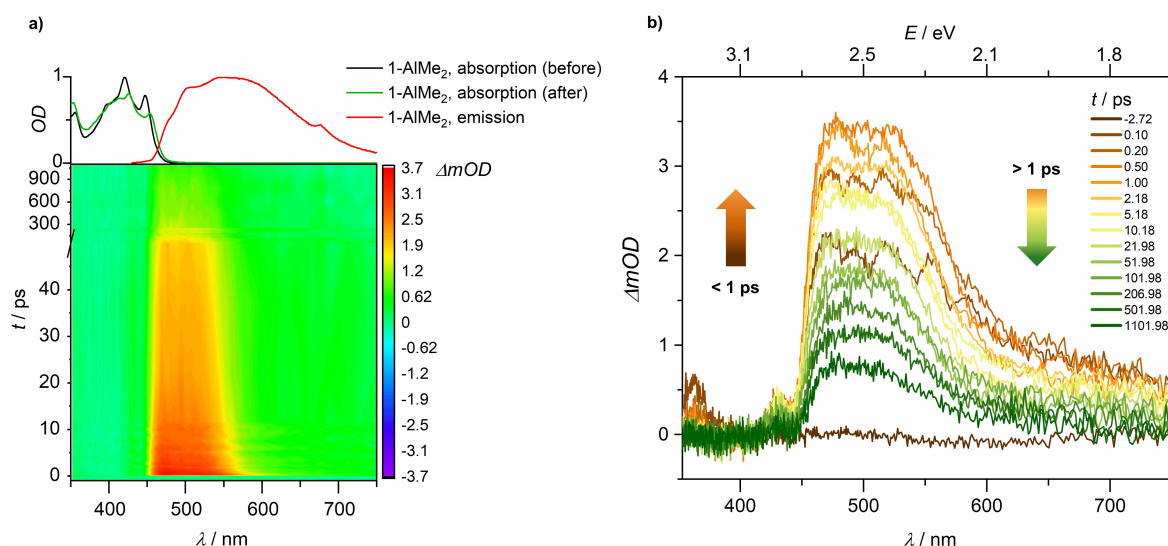 a)
1
OD
0
1-AlMe₂, absorption (before)
1-AlMe₂, absorption (after)
1-AlMe₂, emission
900
600
300
40
30
20
10
0
t / ps
400 500 600 700
λ / nm
3.7 ΔmOD
3.1
2.5
1.9
1.2
0.62
0
-0.62
-1.2
-1.9
-2.5
-3.1
-3.7
b)
E / eV
3.1 2.5 2.1 1.8
4
3
2
1
0
ΔmOD
< 1 ps
> 1 ps
t / ps
-2.72
0.10
0.20
0.50
1.00
2.18
5.18
10.18
21.98
51.98
101.98
206.98
501.98
1101.98
400 500 600 700
λ / nm